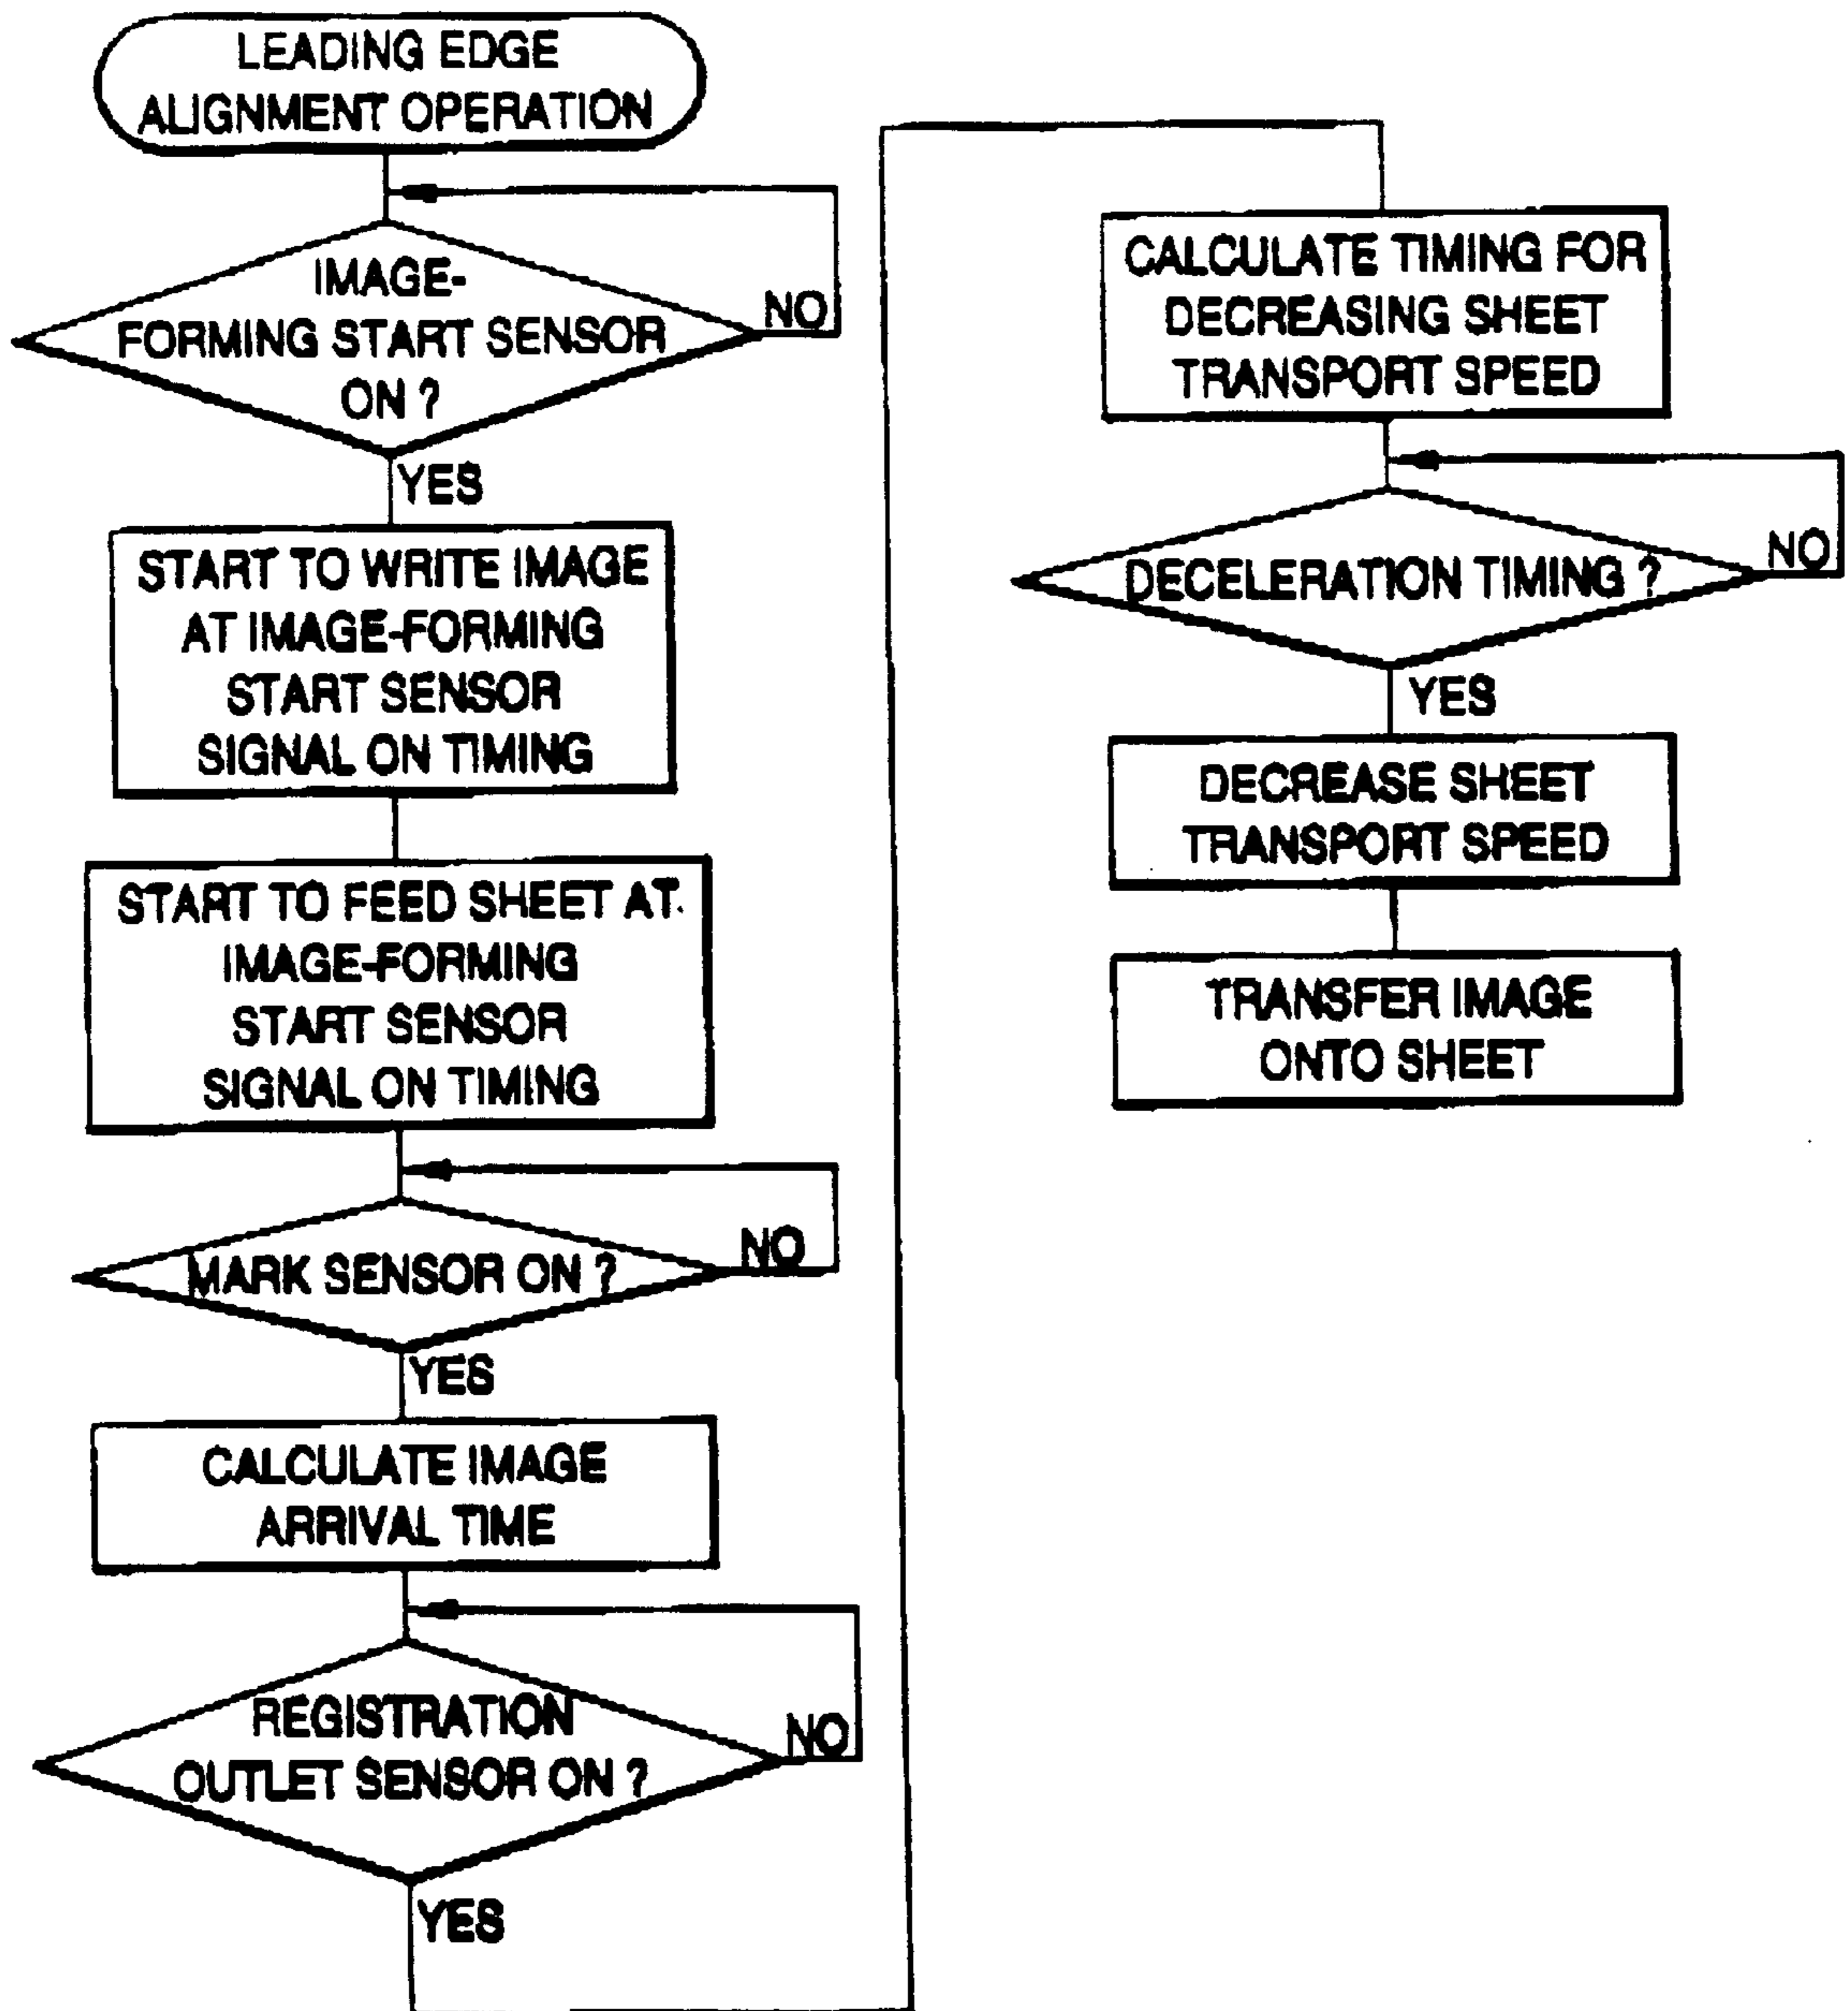 LEADING EDGE
ALIGNMENT OPERATION
IMAGE-
FORMING START SENSOR
ON ?
NO
YES
START TO WRITE IMAGE
AT IMAGE-FORMING
START SENSOR
SIGNAL ON TIMING
START TO FEED SHEET AT
IMAGE-FORMING
START SENSOR
SIGNAL ON TIMING
MARK SENSOR ON ?
NO
YES
CALCULATE IMAGE
ARRIVAL TIME
REGISTRATION
OUTLET SENSOR ON ?
NO
YES
CALCULATE TIMING FOR
DECREASING SHEET
TRANSPORT SPEED
DECELERATION TIMING ?
NO
YES
DECREASE SHEET
TRANSPORT SPEED
TRANSFER IMAGE
ONTO SHEET